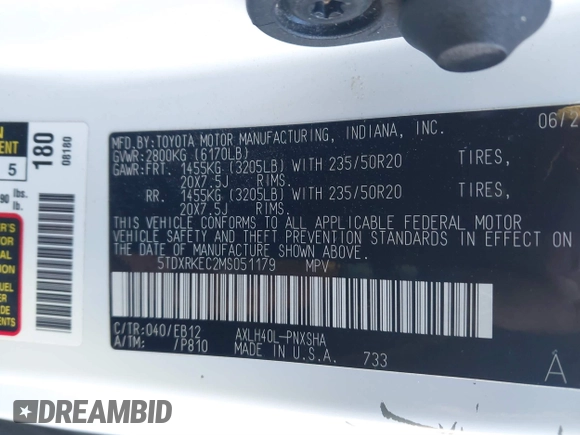 MFD.BY:TOYOTA MOTOR MANUFACTURING, INDIANA, INC. 06/2
GVWR:2800KG (6170LB)
GAWR:FRT. 1455KG (3205LB) WITH 235/50R20 TIRES,
20X7.5J RIMS.
RR. 1455KG (3205LB) WITH 235/50R20 TIRES,
20X7.5J RIMS.
THIS VEHICLE CONFORMS TO ALL APPLICABLE FEDERAL MOTOR
VEHICLE SAFETY AND THEFT PREVENTION STANDARDS IN EFFECT ON
THE DATE OF MANUFACTURE SHOWN ABOVE.
5TDXRKEC2MS051179 MPV
C/TR:040/EB12 AXLH40L-PNXSHA
A/TM: /P810 MADE IN U.S.A. 733
A
180
08180
5
90 lbs.
DREAMBID